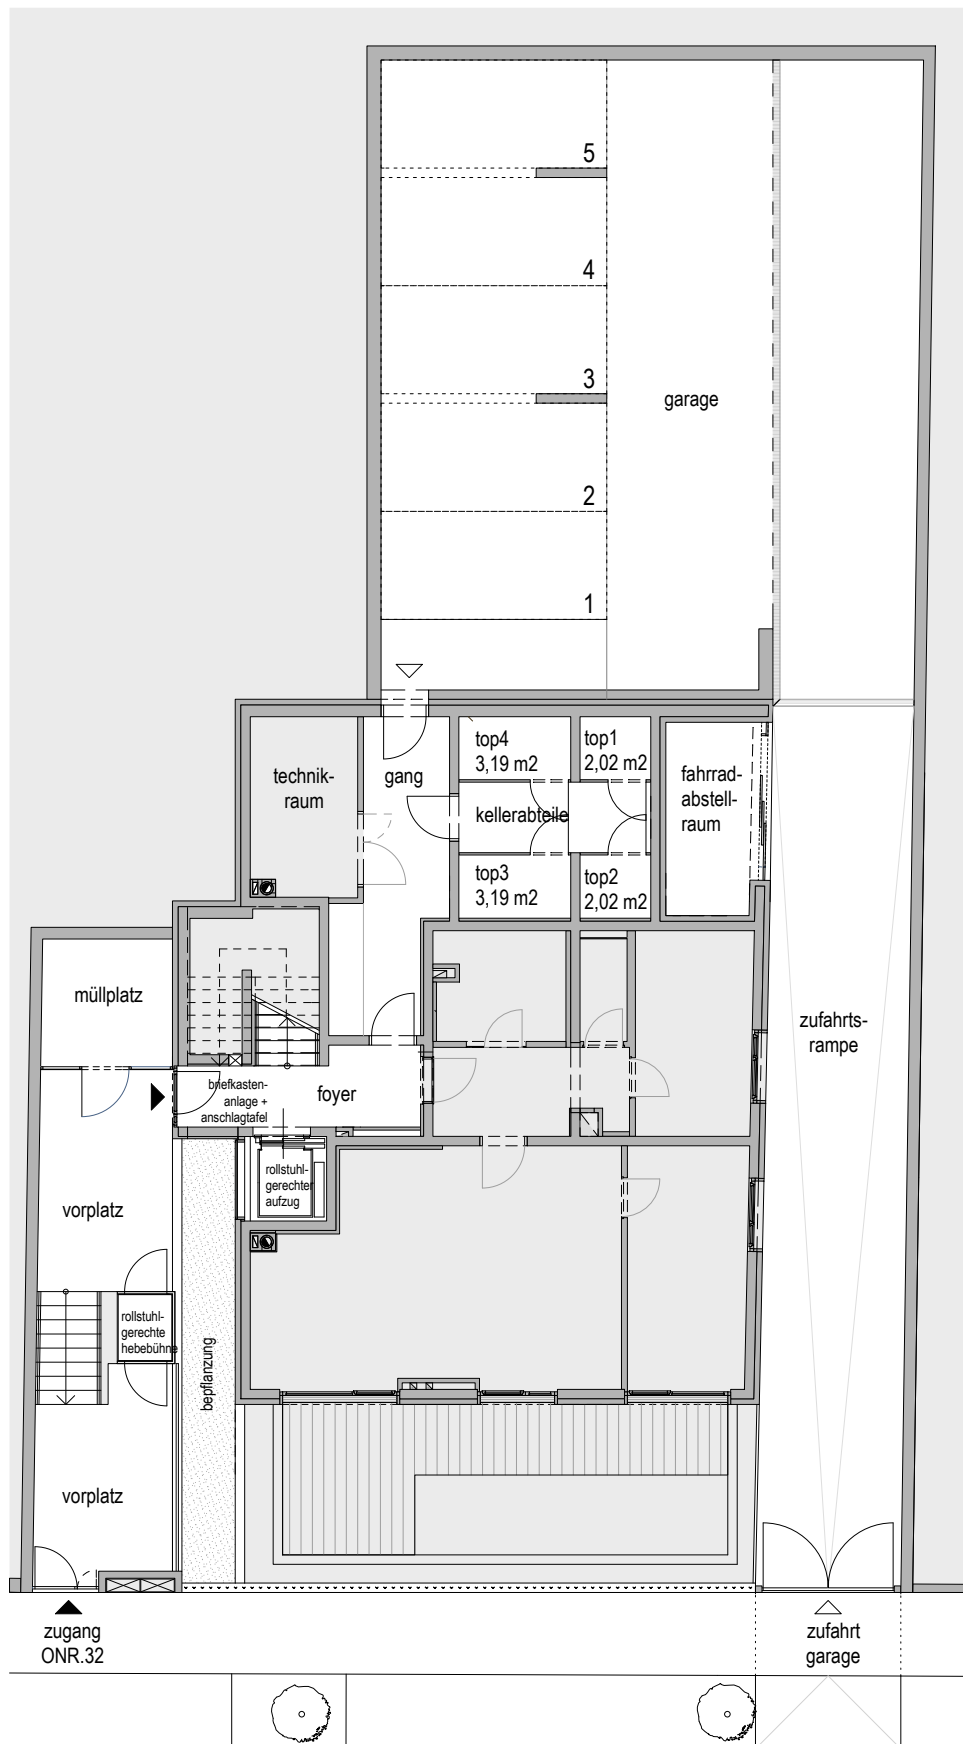 5
4
3
garage
2
1
technik-
raum
gang
top4
3,19 m2
top1
2,02 m2
kellerabteile
fahrrad-
abstell-
raum
top3
3,19 m2
top2
2,02 m2
müllplatz
zufahrts-
rampe
briefkasten-
anlage +
anschlagtafel
foyer
rollstuhl-
gerechter
aufzug
vorplatz
rollstuhl-
gerechte
hebebühne
bepflanzung
vorplatz
zugang
ONR.32
zufahrt
garage